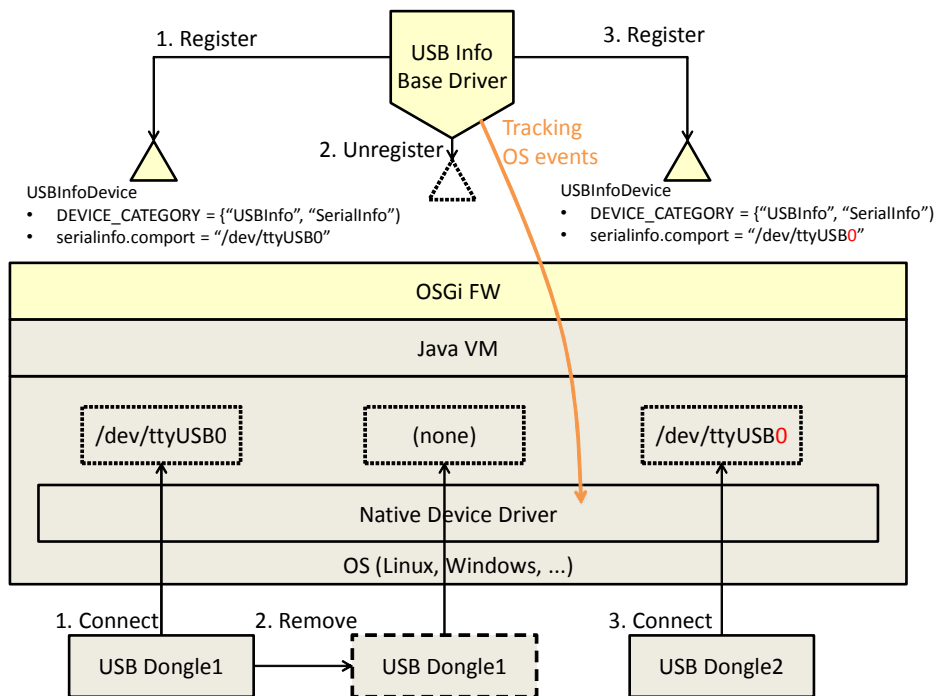 1. Register
USB Info
Base Driver
3. Register
Tracking
OS events
2. Unregister
USBInfoDevice
• DEVICE_CATEGORY = {“USBInfo”, “SerialInfo”)
• serialinfo.comport = “/dev/ttyUSB0”
USBInfoDevice
• DEVICE_CATEGORY = {“USBInfo”, “SerialInfo”)
• serialinfo.comport = “/dev/ttyUSB0”
OSGi FW
Java VM
/dev/ttyUSB0
(none)
/dev/ttyUSB0
Native Device Driver
OS (Linux, Windows, ...)
1. Connect
2. Remove
3. Connect
USB Dongle1
USB Dongle1
USB Dongle2